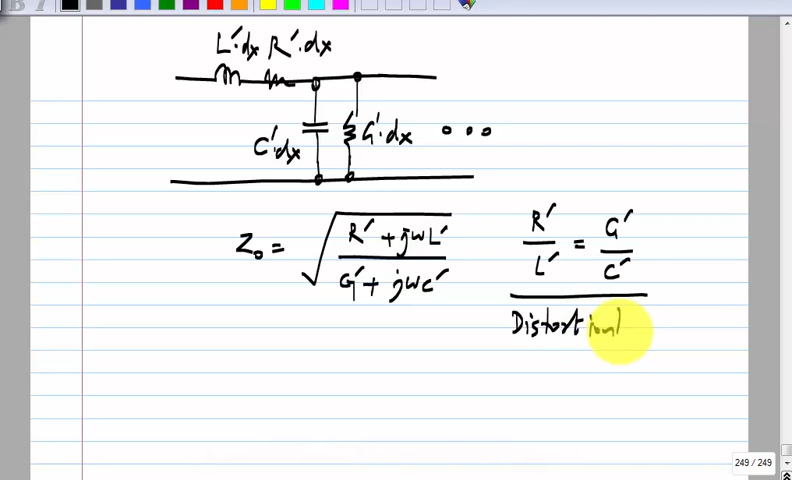 L'.dx R'.dx
C'.dx G'.dx
Z₀ = √((R' + jωL')/(G' + jωC')) R'/L' = G'/C'
Distortionl
249 / 249